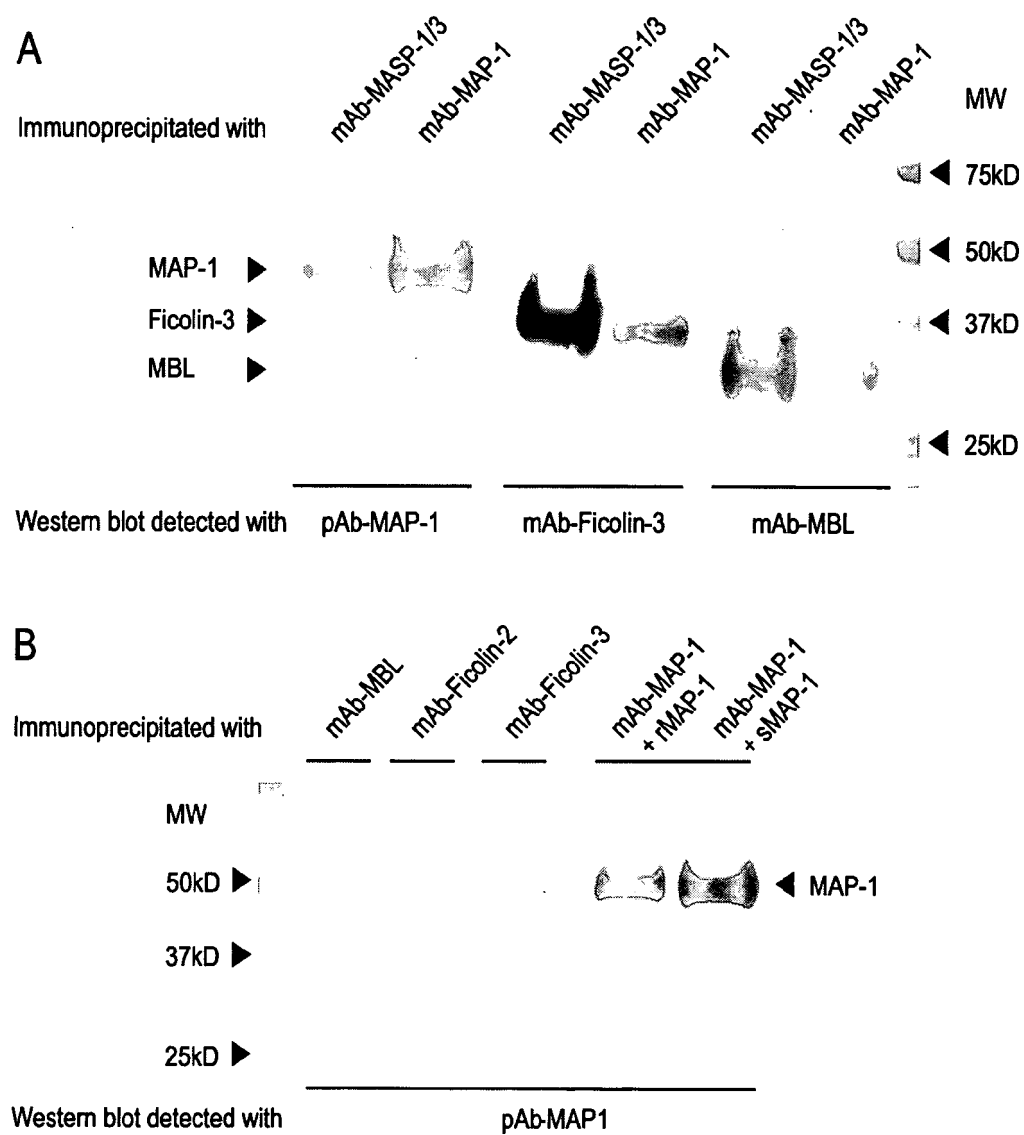 A
Immunoprecipitated with
mAb-MASP-1/3
mAb-MAP-1
mAb-MASP-1/3
mAb-MAP-1
mAb-MASP-1/3
mAb-MAP-1
MW
75kD
50kD
37kD
25kD
MAP-1
Ficolin-3
MBL
Western blot detected with
pAb-MAP-1
mAb-Ficolin-3
mAb-MBL
B
Immunoprecipitated with
mAb-MBL
mAb-Ficolin-2
mAb-Ficolin-3
mAb-MAP-1
+ rMAP-1
mAb-MAP-1
+ sMAP-1
MW
50kD
37kD
25kD
MAP-1
Western blot detected with
pAb-MAP1